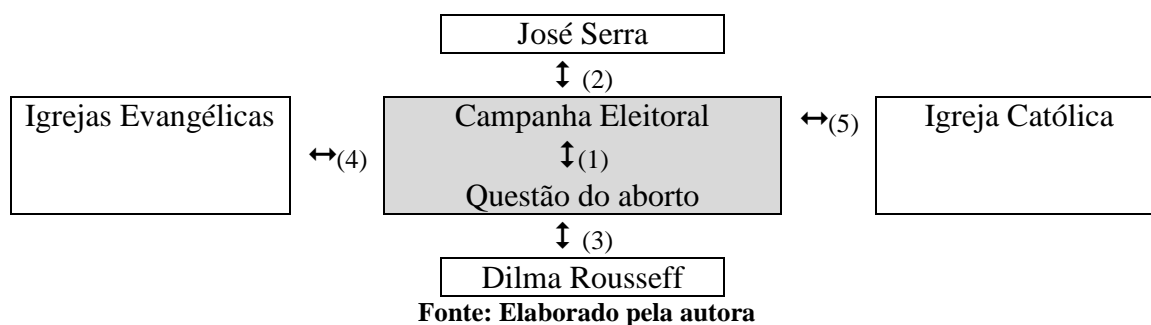 José Serra
↕ (2)
Igrejas Evangélicas
Campanha Eleitoral
↔(5)
Igreja Católica
↔(4)
↕(1)
Questão do aborto
↕ (3)
Dilma Rousseff
Fonte: Elaborado pela autora